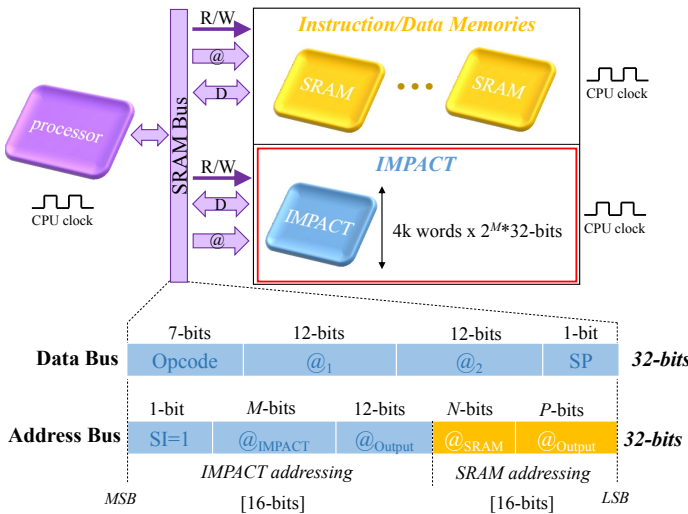 R/W
Instruction/Data Memories
@
D
SRAM
SRAM
CPU clock
processor
CPU clock
SRAM Bus
R/W
D
@
IMPACT
IMPACT
4k words x 2^M*32-bits
CPU clock
7-bits 12-bits 12-bits 1-bit
Data Bus Opcode @1 @2 SP 32-bits
1-bit M-bits 12-bits N-bits P-bits
Address Bus SI=1 @IMPACT @Output @SRAM @Output 32-bits
IMPACT addressing SRAM addressing
MSB [16-bits] [16-bits] LSB